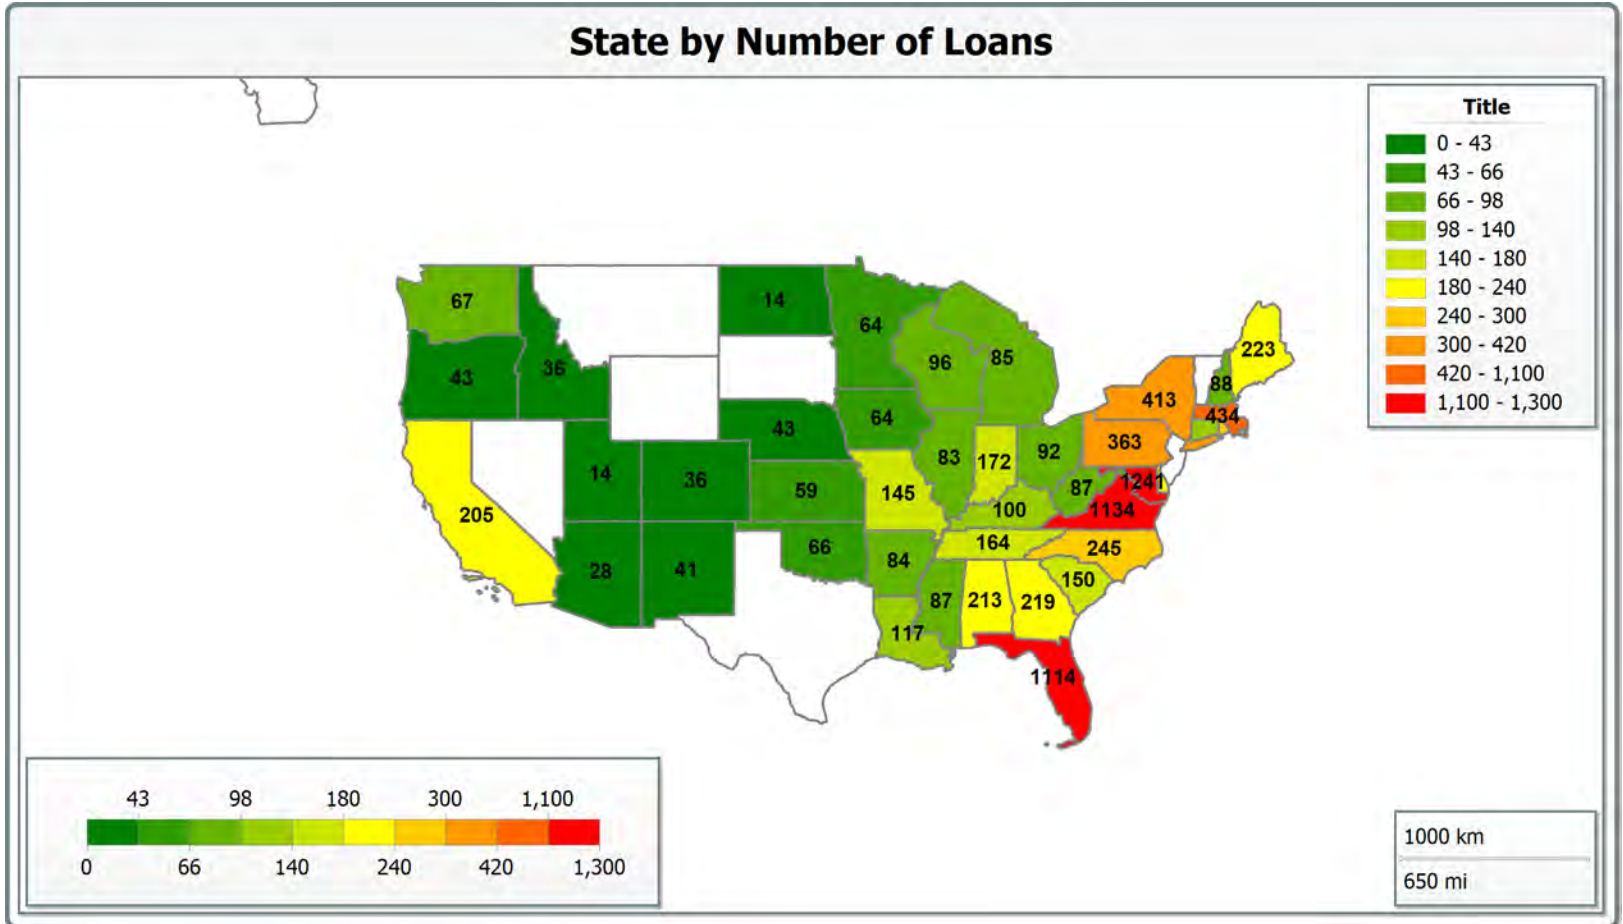 State by Number of Loans
Title
0 - 43
43 - 66
66 - 98
98 - 140
140 - 180
180 - 240
240 - 300
300 - 420
420 - 1,100
1,100 - 1,300
67
14
64
223
96
85
36
43
88
413
434
64
43
363
92
83
172
14
36
87
1241
59
145
100
1134
205
66
164
245
84
28
41
150
87
213
219
117
1114
43 98 180 300 1,100
0 66 140 240 420 1,300
1000 km
650 mi